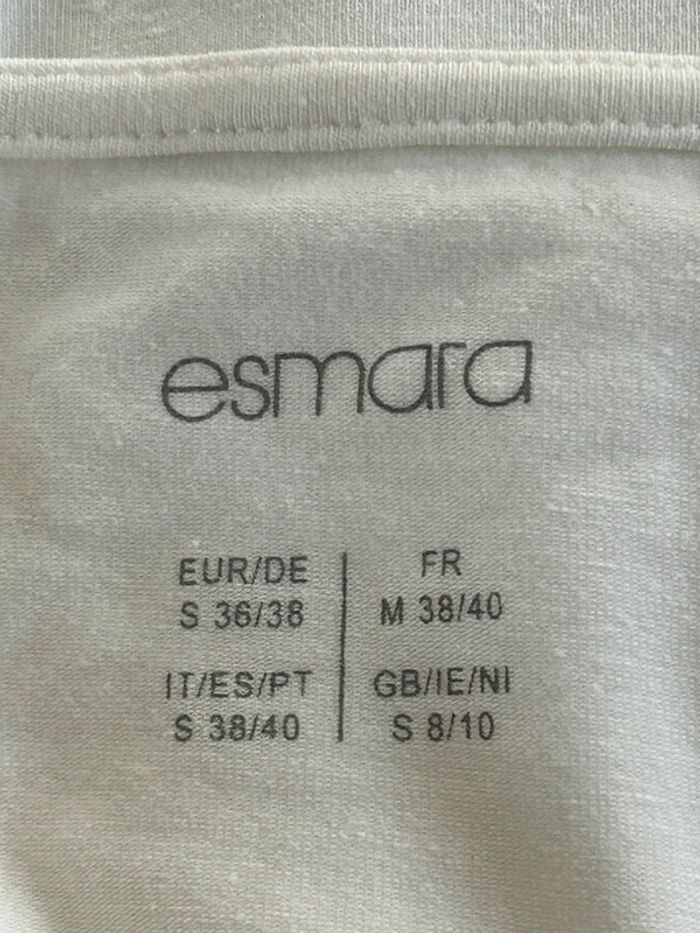 esmara
EUR/DE
S 36/38
FR
M 38/40
IT/ES/PT
S 38/40
GB/IE/NI
S 8/10